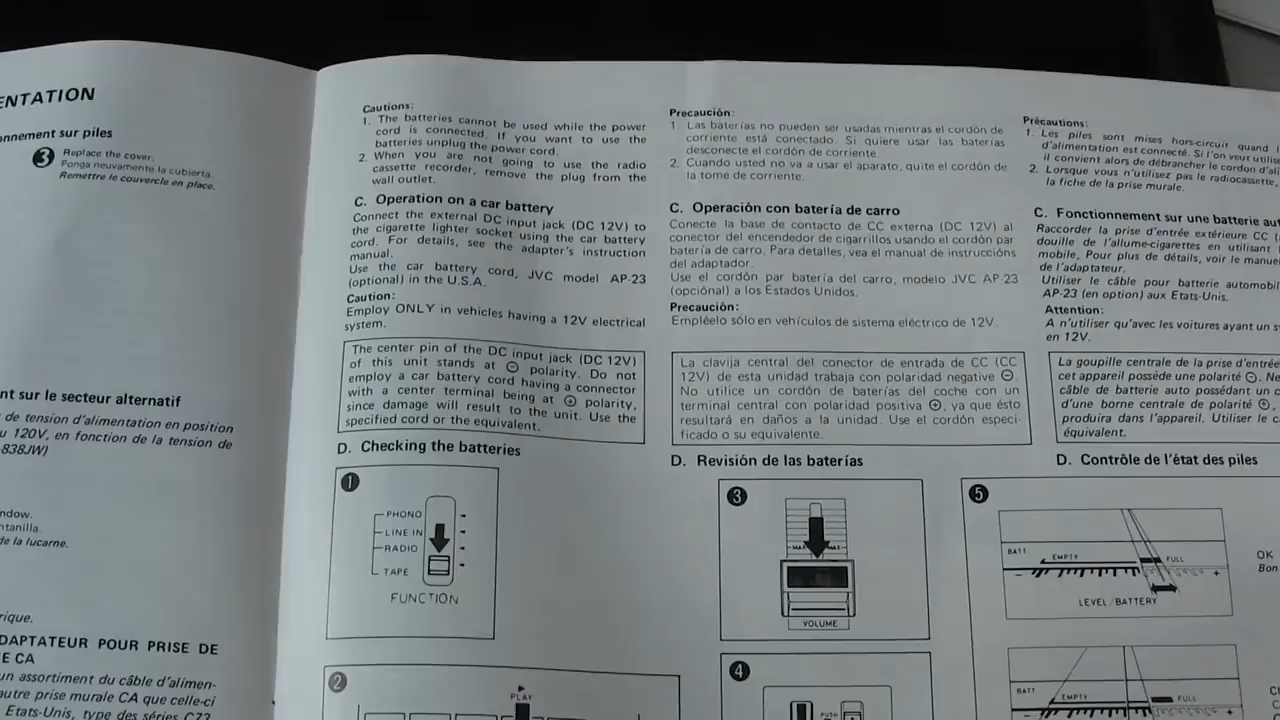 ENTATION
onnement sur piles
3 Replace the cover.
Ponga neuvamente la cubierta.
Remettre le couvercle en place.
nt sur le secteur alternatif
de tension d'alimentation en position
u 120V, en fonction de la tension de
-838JW)
ndow.
ntanilla.
de la lucarne.
rique.
DAPTATEUR POUR PRISE DE
E CA
un assortiment du câble d'alimen-
autre prise murale CA que celle-ci
Etats-Unis, type des séries C73
Cautions:
1. The batteries cannot be used while the power
cord is connected. If you want to use the
batteries unplug the power cord.
2. When you are not going to use the radio
cassette recorder, remove the plug from the
wall outlet.
C. Operation on a car battery
Connect the external DC input jack (DC 12V) to
the cigarette lighter socket using the car battery
cord. For details, see the adapter's instruction
manual.
Use the car battery cord, JVC model AP-23
(optional) in the U.S.A.
Caution:
Employ ONLY in vehicles having a 12V electrical
system.
The center pin of the DC input jack (DC 12V)
of this unit stands at ⊖ polarity. Do not
employ a car battery cord having a connector
with a center terminal being at ⊕ polarity,
since damage will result to the unit. Use the
specified cord or the equivalent.
D. Checking the batteries
1
PHONO
LINE IN
RADIO
TAPE
FUNCTION
2
PLAY
Precaución:
1. Las baterías no pueden ser usadas mientras el cordón de
corriente está conectado. Si quiere usar las baterías
desconecte el cordón de corriente.
2. Cuando usted no va a usar el aparato, quite el cordón de
la tome de corriente.
C. Operación con batería de carro
Conecte la base de contacto de CC externa (DC 12V) al
conector del encendedor de cigarrillos usando el cordón par
batería de carro. Para detalles, vea el manual de instruccións
del adaptador.
Use el cordón par batería del carro, modelo JVC AP-23
(opciónal) a los Estados Unidos.
Precaución:
Empléelo sólo en vehículos de sistema eléctrico de 12V.
La clavija central del conector de entrada de CC (CC
12V) de esta unidad trabaja con polaridad negative ⊖.
No utilice un cordón de baterías del coche con un
terminal central con polaridad positiva ⊕, ya que ésto
resultará en daños a la unidad. Use el cordón especi-
ficado o su equivalente.
D. Revisión de las baterías
3
MAX MAX
VOLUME
4
PUSH
Précautions:
1. Les piles sont mises hors-circuit quand l
d'alimentation est connecté. Si l'on veut utilise
il convient alors de débrancher le cordon d'ali
2. Lorsque vous n'utilisez pas le radiocassette,
la fiche de la prise murale.
C. Fonctionnement sur une batterie au
Raccorder la prise d'entrée extérieure CC (
douille de l'allume-cigarettes en utilisant
mobile, Pour plus de détails, voir le manue
de l'adaptateur.
Utiliser le câble pour batterie automobil
AP-23 (en option) aux Etats-Unis.
Attention:
A n'utiliser qu'avec les voitures ayant un s
en 12V.
La goupille centrale de la prise d'entrée
cet appareil possède une polarité ⊖. Ne
câble de batterie auto possédant un c
d'une borne centrale de polarité ⊕,
produira dans l'appareil. Utiliser le c
équivalent.
D. Contrôle de l'état des piles
5
BATT
EMPTY
FULL
− +
LEVEL/BATTERY
OK
Bon
BATT
EMPTY
FULL
− +